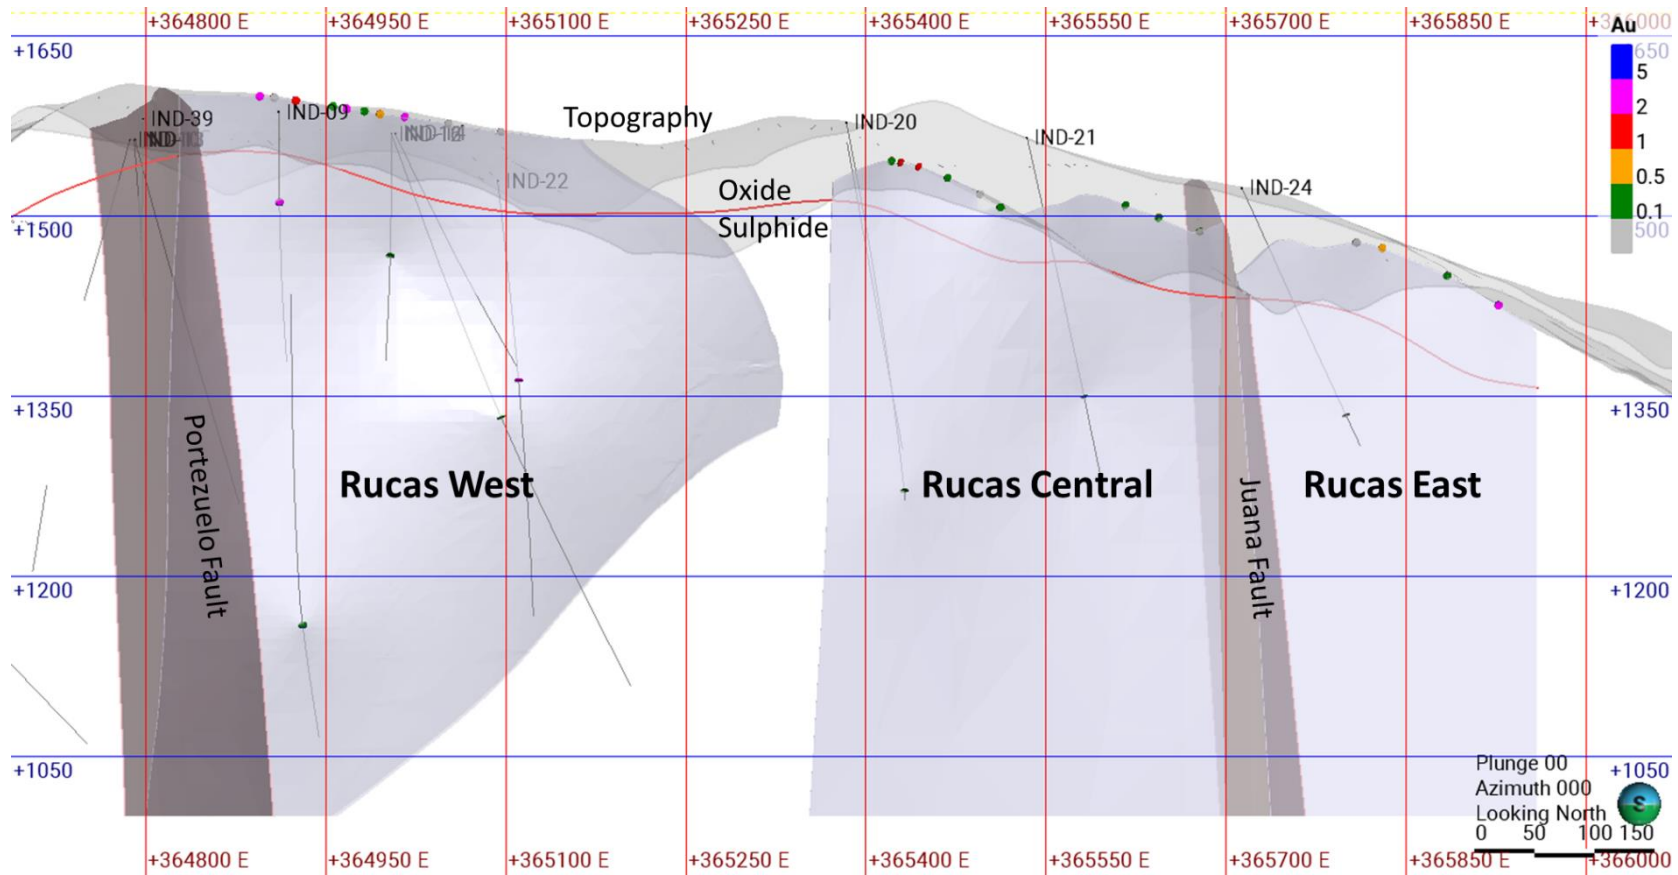 +364800 E +364950 E +365100 E +365250 E +365400 E +365550 E +365700 E +365850 E +366000
Au
+1650 650
5
2
1
0.5
0.1
IND-39 IND-09 Topography IND-20
IND-21
IND-22 Oxide IND-24
+1500 Sulphide 500
+1350 +1350
Portezuelo Fault
Rucas West Rucas Central Rucas East
Juana Fault
+1200 +1200
+1050 +1050
Plunge 00
Azimuth 000
Looking North
S
0 50 100 150
+364800 E +364950 E +365100 E +365250 E +365400 E +365550 E +365700 E +365850 E +366000